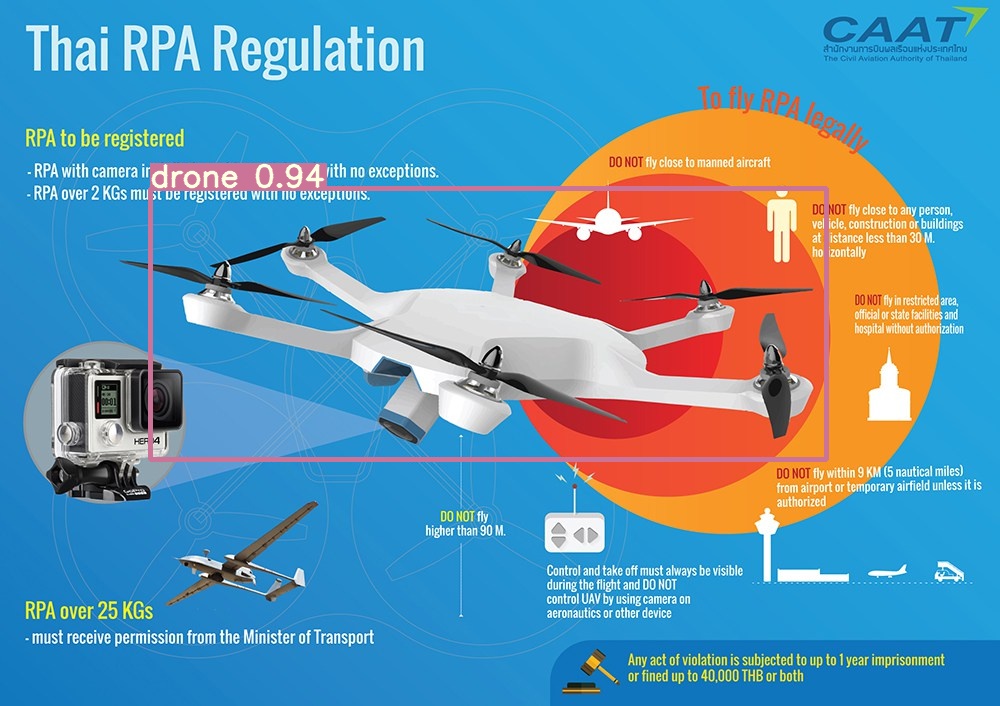 Thai RPA Regulation
CAAT
สำนักงานการบินพลเรือนแห่งประเทศไทย
The Civil Aviation Authority of Thailand
To fly RPA legally
RPA to be registered
- RPA with camera in
with no exceptions.
- RPA over 2 KGs must be registered with no exceptions.
drone 0.94
DO NOT fly close to manned aircraft
DO NOT fly close to any person,
vehicle, construction or buildings
at distance less than 30 M.
horizontally
DO NOT fly in restricted area,
official or state facilities and
hospital without authorization
HERO4
DO NOT fly within 9 KM (5 nautical miles)
from airport or temporary airfield unless it is
authorized
DO NOT fly
higher than 90 M.
Control and take off must always be visible
during the flight and DO NOT
control UAV by using camera on
aeronautics or other device
RPA over 25 KGs
- must receive permission from the Minister of Transport
Any act of violation is subjected to up to 1 year imprisonment
or fined up to 40,000 THB or both